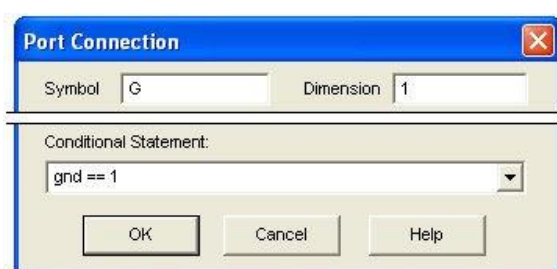 Port Connection
Symbol G Dimension 1
Conditional Statement:
gnd == 1
OK Cancel Help